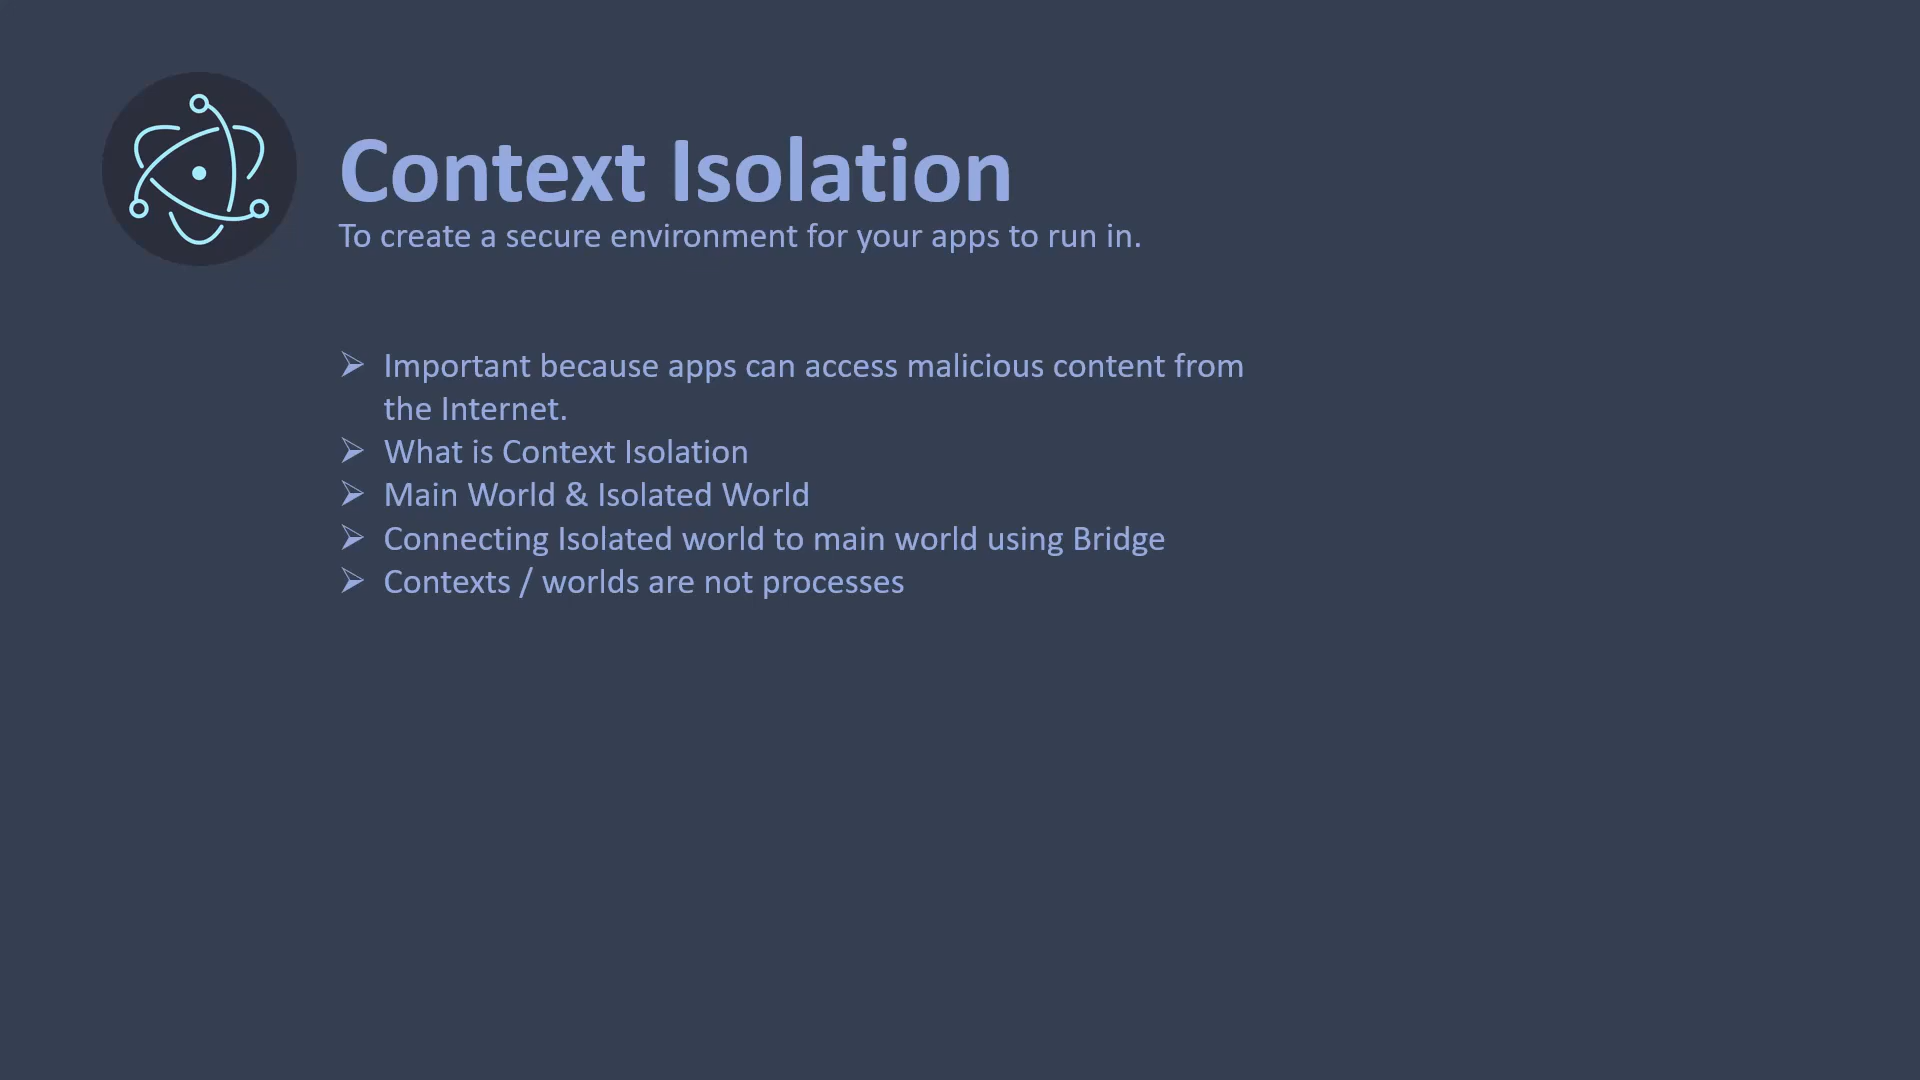 Context Isolation
To create a secure environment for your apps to run in.
Important because apps can access malicious content from
the Internet.
What is Context Isolation
Main World & Isolated World
Connecting Isolated world to main world using Bridge
Contexts / worlds are not processes